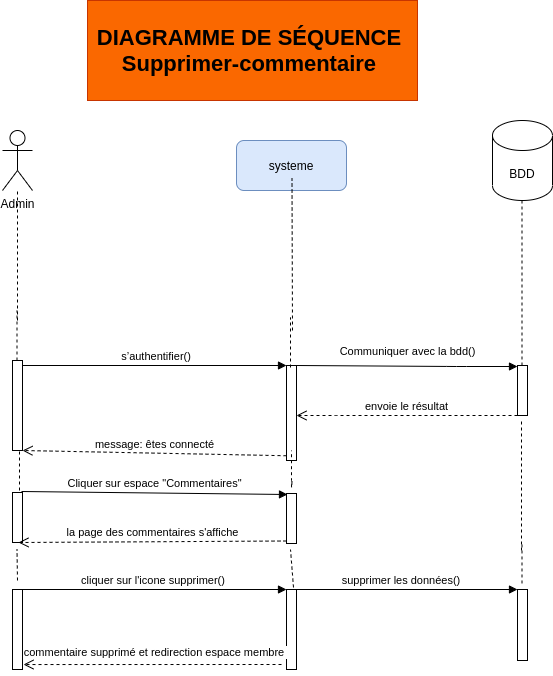 DIAGRAMME DE SÉQUENCE
Supprimer-commentaire
Admin
systeme
BDD
s'authentifier()
Communiquer avec la bdd()
envoie le résultat
message: êtes connecté
Cliquer sur espace "Commentaires"
la page des commentaires s'affiche
cliquer sur l'icone supprimer()
supprimer les données()
commentaire supprimé et redirection espace membre